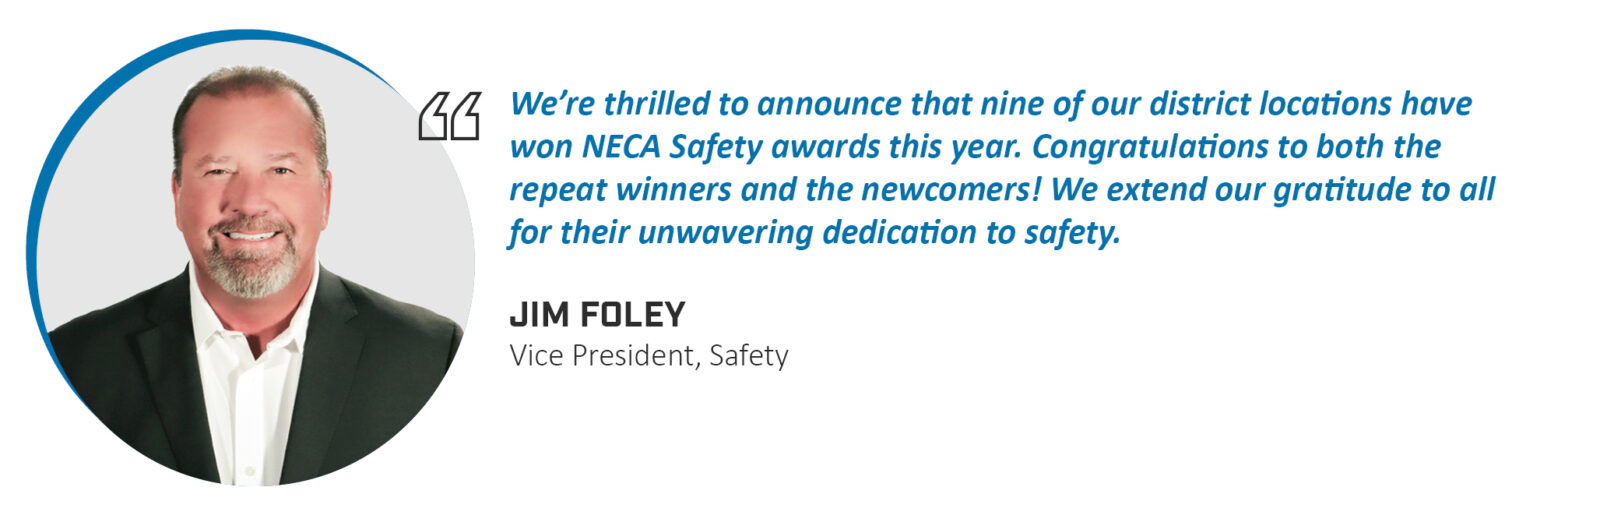 “
We’re thrilled to announce that nine of our district locations have
won NECA Safety awards this year. Congratulations to both the
repeat winners and the newcomers! We extend our gratitude to all
for their unwavering dedication to safety.
JIM FOLEY
Vice President, Safety